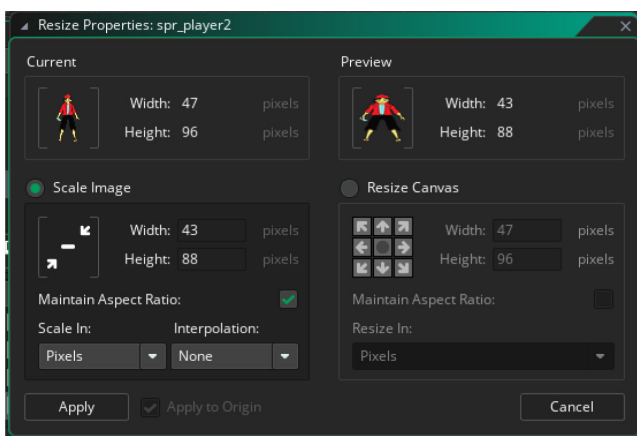 Resize Properties: spr_player2
Current
Width: 47 pixels
Height: 96 pixels
Preview
Width: 43 pixels
Height: 88 pixels
Scale Image
Width: 43 pixels
Height: 88 pixels
Maintain Aspect Ratio:
Scale In: Interpolation:
Pixels None
Resize Canvas
Width: 47 pixels
Height: 96 pixels
Maintain Aspect Ratio:
Resize In:
Pixels
Apply Apply to Origin Cancel